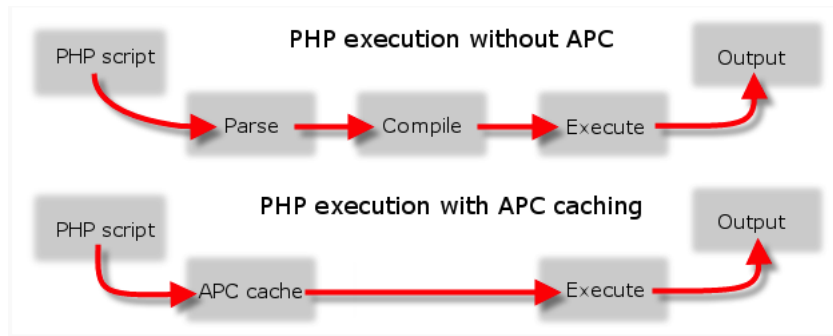 PHP execution without APC
PHP script
Output
Parse
Compile
Execute
PHP execution with APC caching
PHP script
Output
APC cache
Execute